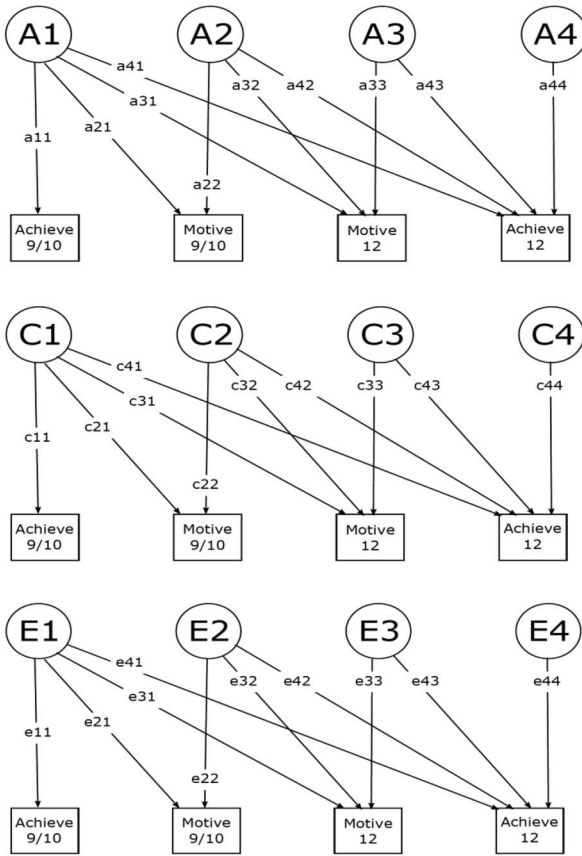 A1 A2 A3 A4
a41 a32 a42 a33 a43 a44
a31
a21
a11
a22
Achieve Motive Motive Achieve
9/10 9/10 12 12
C1 C2 C3 C4
c41 c32 c42 c33 c43 c44
c31
c21
c11
c22
Achieve Motive Motive Achieve
9/10 9/10 12 12
E1 E2 E3 E4
e41 e32 e42 e33 e43 e44
e31
e21
e11
e22
Achieve Motive Motive Achieve
9/10 9/10 12 12